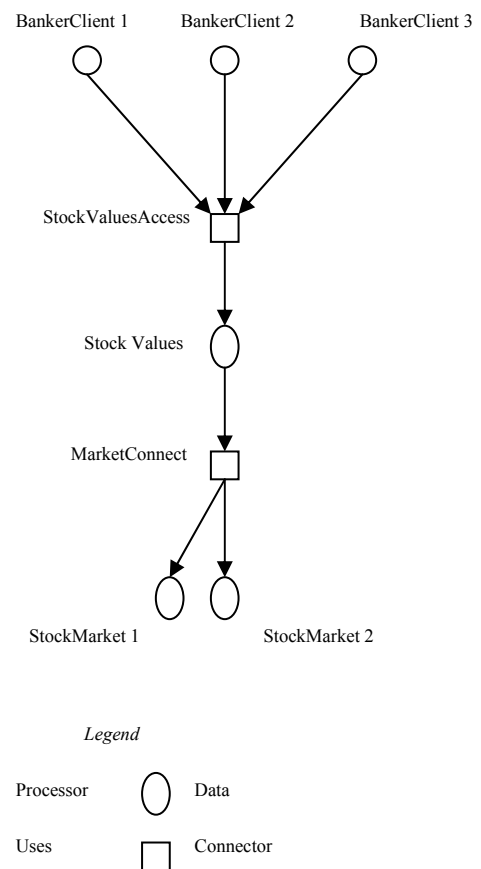 BankerClient 1 BankerClient 2 BankerClient 3
StockValuesAccess
Stock Values
MarketConnect
StockMarket 1 StockMarket 2
Legend
Processor Data
Uses Connector